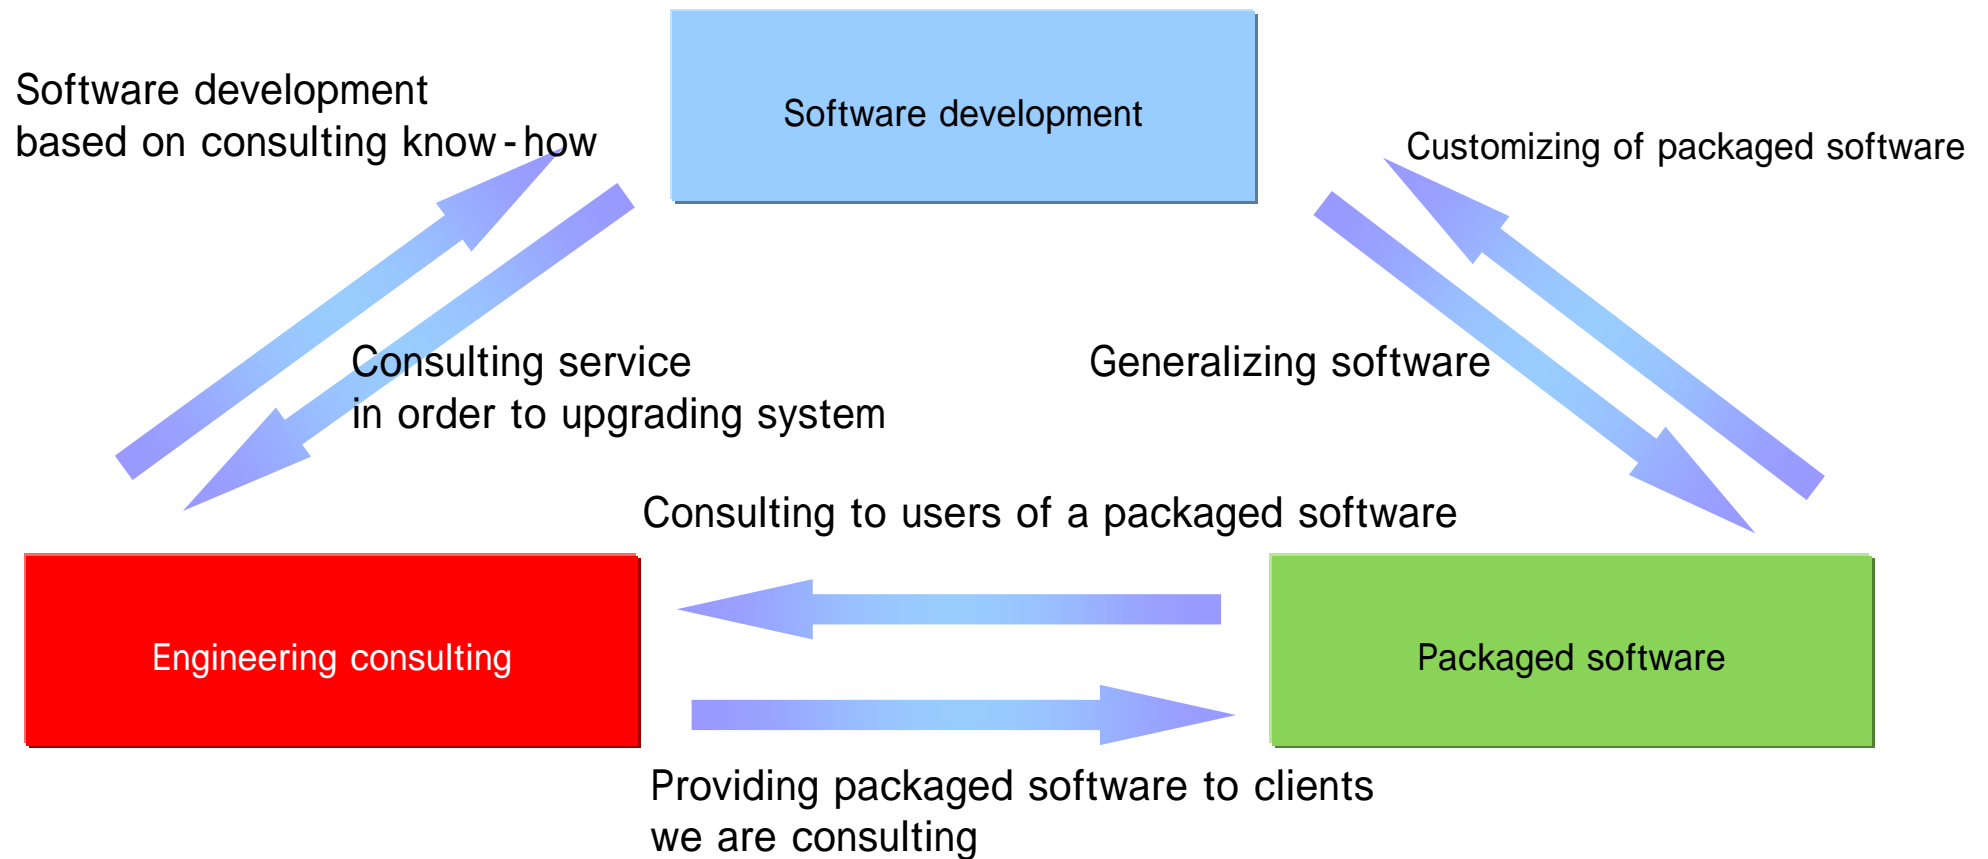 Software development
Software development
based on consulting know-how
Customizing of packaged software
Consulting service
in order to upgrading system
Generalizing software
Consulting to users of a packaged software
Engineering consulting
Packaged software
Providing packaged software to clients
we are consulting